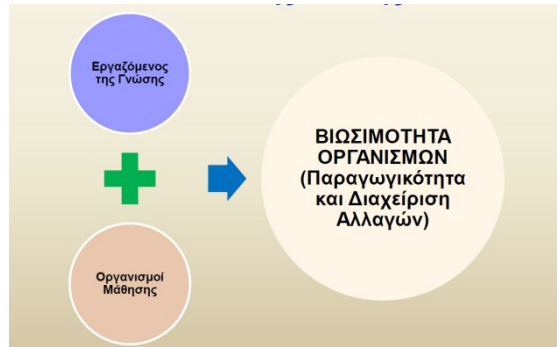 Εργαζόμενος
της Γνώσης
ΒΙΩΣΙΜΟΤΗΤΑ
ΟΡΓΑΝΙΣΜΩΝ
(Παραγωγικότητα
και Διαχείριση
Αλλαγών)
Οργανισμοί
Μάθησης